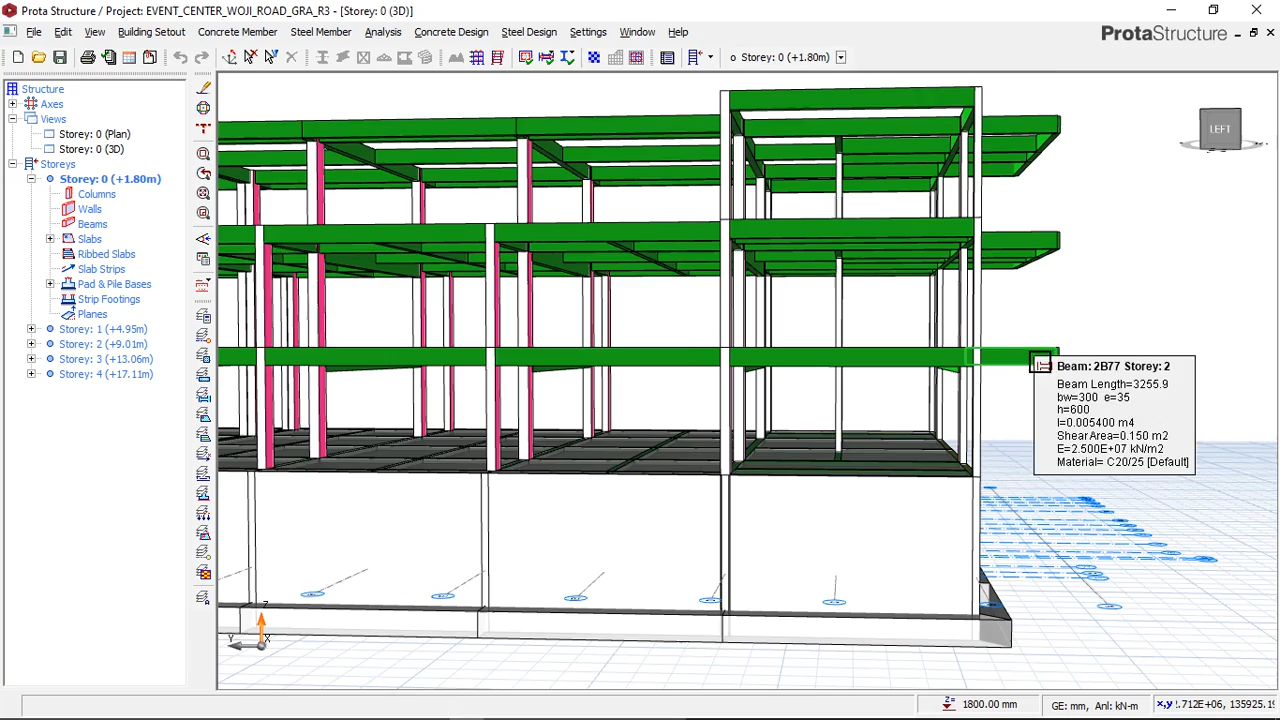 Prota Structure / Project: EVENT_CENTER_WOJI_ROAD_GRA_R3 - [Storey: 0 (3D)]
File Edit View Building Setout Concrete Member Steel Member Analysis Concrete Design Steel Design Settings Window Help
ProtaStructure
Storey: 0 (+1.80m)
Structure
Axes
Views
Storey: 0 (Plan)
Storey: 0 (3D)
Storeys
Storey: 0 (+1.80m)
Columns
Walls
Beams
Slabs
Ribbed Slabs
Slab Strips
Pad & Pile Bases
Strip Footings
Planes
Storey: 1 (+4.95m)
Storey: 2 (+9.01m)
Storey: 3 (+13.06m)
Storey: 4 (+17.11m)
LEFT
Beam: 2B77 Storey: 2
Beam Length=3255.9
bw=300 e=35
h=600
I=0.005400 m4
Shear Area=0.150 m2
E=2.500E+07 kN/m2
Material= C20/25 [Default]
Z
Y
X
Z= 1800.00 mm
GE: mm, Anl: kN-m
x,y